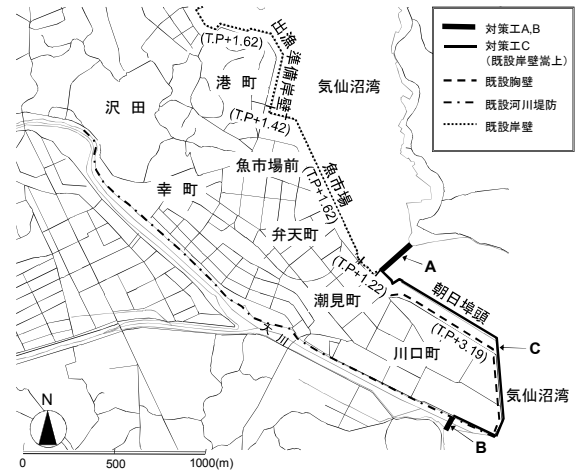 対策工A,B
対策工C
(既設岸壁嵩上)
既設胸壁
既設河川堤防
既設岸壁
(T.P+1.62)
出漁準備岸壁
港町
気仙沼湾
沢田
(T.P+1.42)
魚市場前
魚市場
(T.P+1.62)
幸町
弁天町
A
(T.P+1.22)
朝日埠頭
潮見町
(T.P+3.19)
C
大川
川口町
気仙沼湾
N
B
0 500 1000(m)